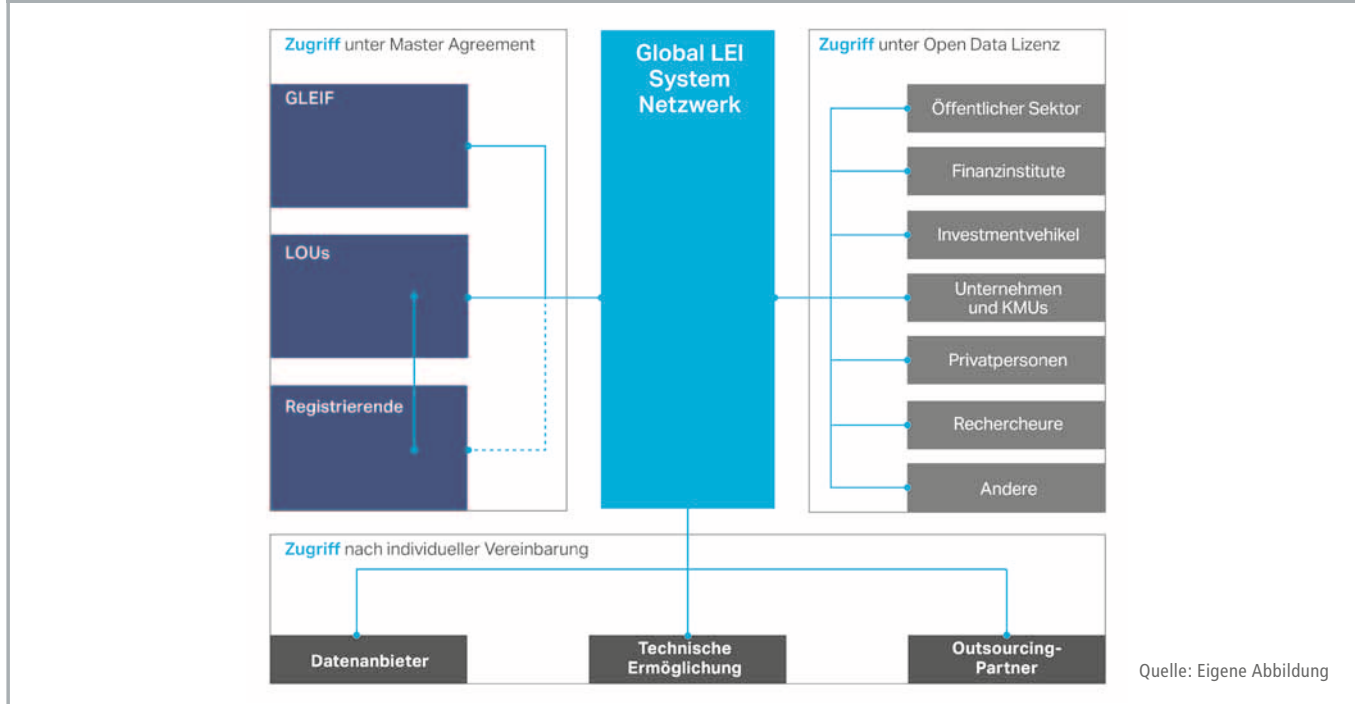 Zugriff unter Master Agreement
GLEIF
LOUs
Registrierende
Global LEI
System
Netzwerk
Zugriff unter Open Data Lizenz
Öffentlicher Sektor
Finanzinstitute
Investmentvehikel
Unternehmen
und KMUs
Privatpersonen
Rechercheure
Andere
Zugriff nach individueller Vereinbarung
Datenanbieter
Technische
Ermöglichung
Outsourcing-
Partner
Quelle: Eigene Abbildung